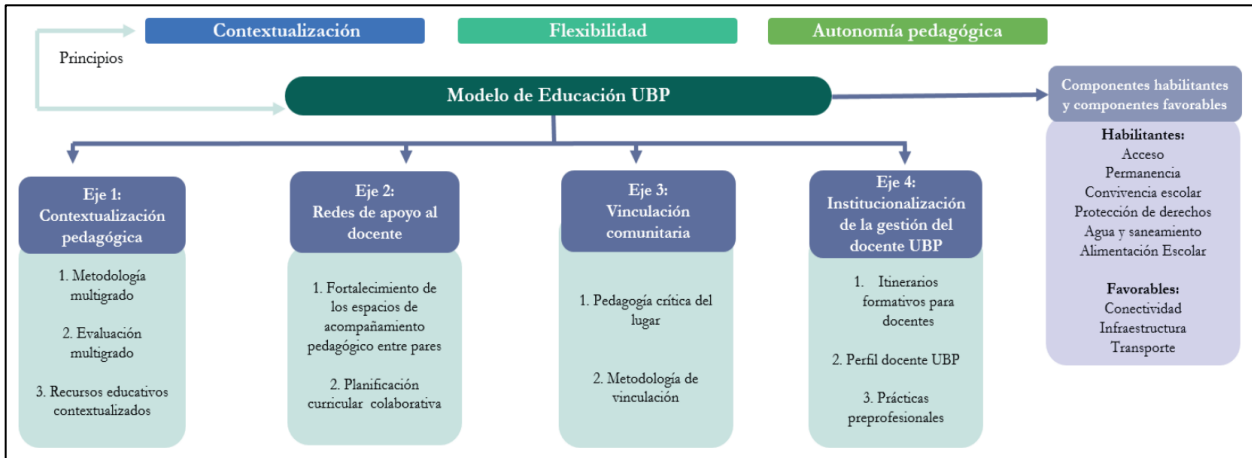 Contextualización
Flexibilidad
Autonomía pedagógica
Principios
Modelo de Educación UBP
Componentes habilitantes
y componentes favorables
Habilitantes:
Acceso
Permanencia
Convivencia escolar
Protección de derechos
Agua y saneamiento
Alimentación Escolar
Favorables:
Conectividad
Infraestructura
Transporte
Eje 1:
Contextualización
pedagógica
1. Metodología
multigrado
2. Evaluación
multigrado
3. Recursos educativos
contextualizados
Eje 2:
Redes de apoyo al
docente
1. Fortalecimiento de
los espacios de
acompañamiento
pedagógico entre pares
2. Planificación
curricular colaborativa
Eje 3:
Vinculación
comunitaria
1. Pedagogía crítica del
lugar
2. Metodología de
vinculación
Eje 4:
Institucionalización
de la gestión del
docente UBP
1. Itinerarios
formativos para
docentes
2. Perfil docente UBP
3. Prácticas
preprofesionales